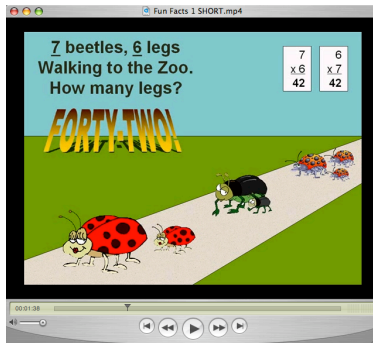 Fun Facts 1 SHORT.mp4
7 beetles, 6 legs
Walking to the Zoo.
How many legs?
FORTY-TWO!
7
x 6
42
6
x 7
42
00:01:38